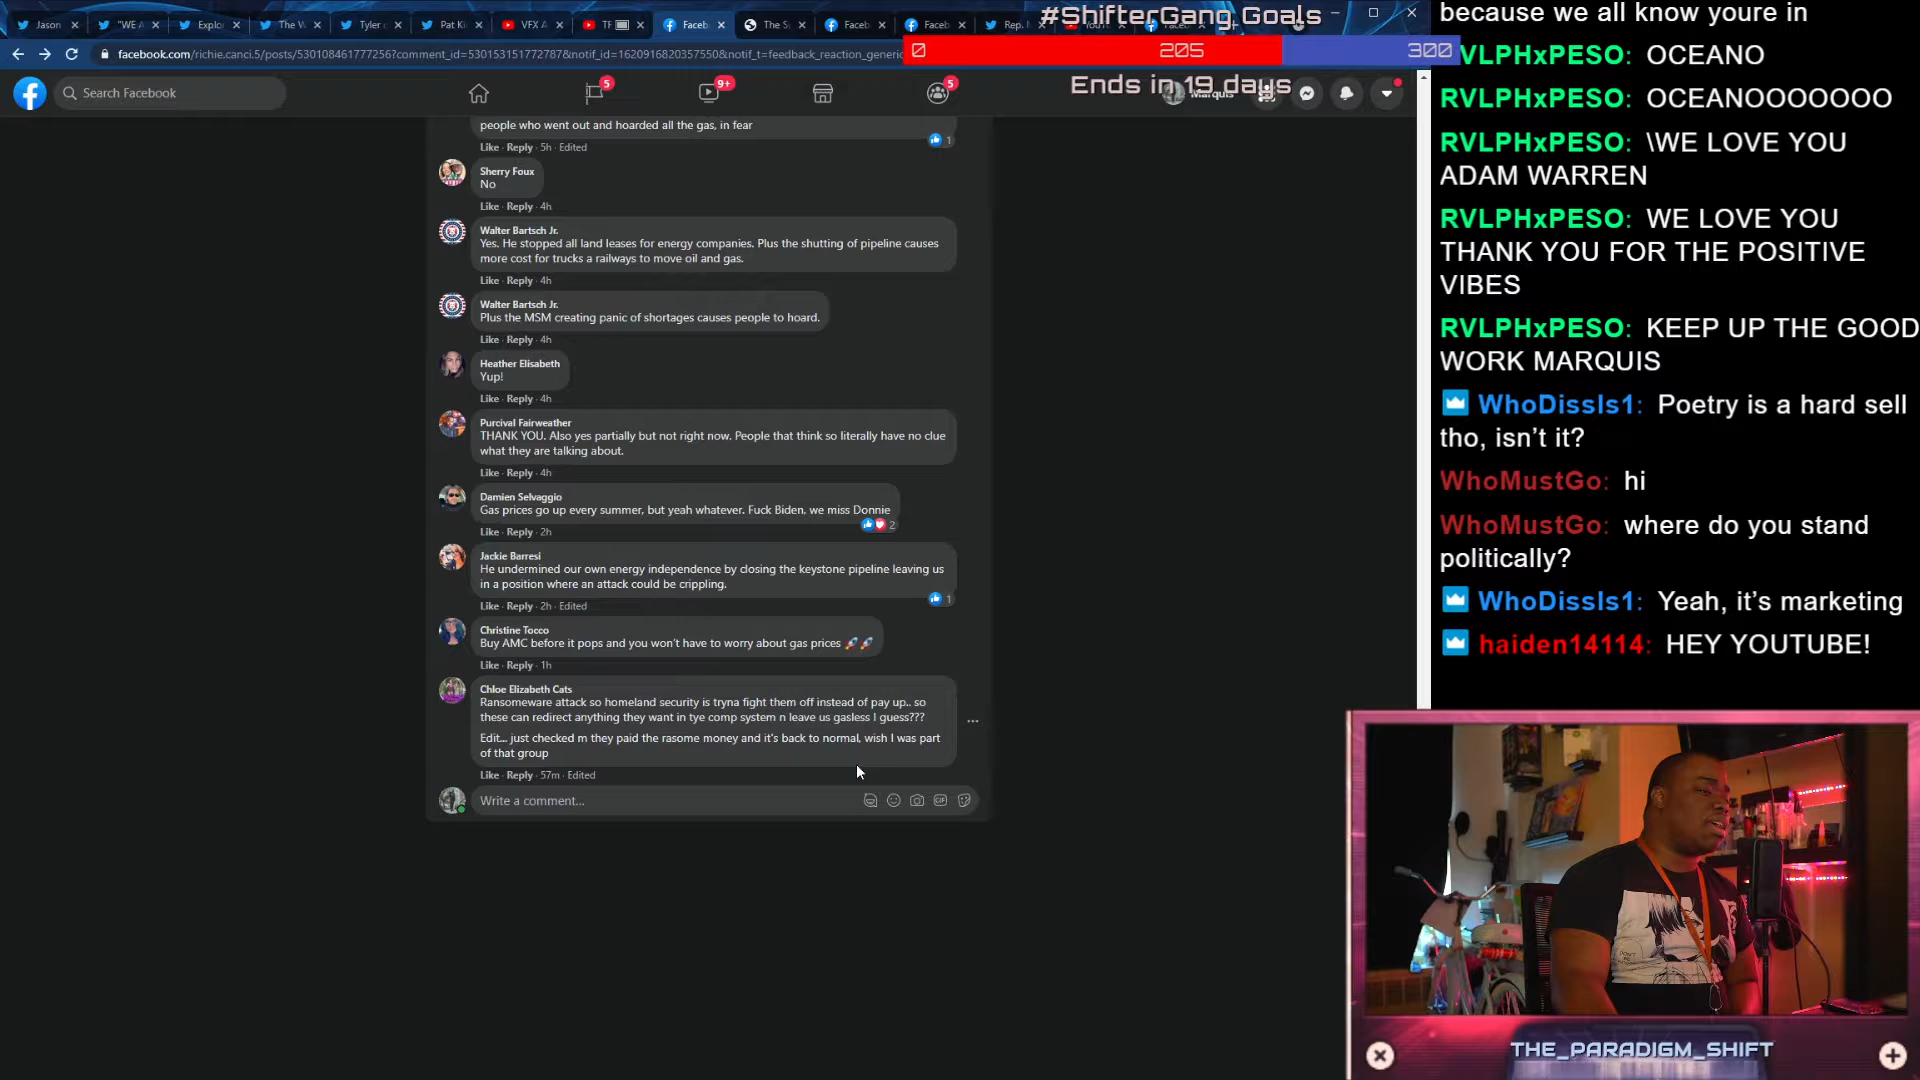 Jason
"WE A
Explor
The W
Tyler
Pat Ki
VFX A
Faceb
The S
Faceb
Faceb
Rep.
#ShifterGang Goals
facebook.com/richie.canci.5/posts/5301084617777256?comment_id=530153151772787&notif_id=1620916820357550&notif_t=feedback_reaction_generic
0 205 300
Ends in 19 days
Search Facebook
5
9+
5
Marquis
people who went out and hoarded all the gas, in fear
1
Like · Reply · 5h · Edited
Sherry Foux
No
Like · Reply · 4h
Walter Bartsch Jr.
Yes. He stopped all land leases for energy companies. Plus the shutting of pipeline causes
more cost for trucks a railways to move oil and gas.
Like · Reply · 4h
Walter Bartsch Jr.
Plus the MSM creating panic of shortages causes people to hoard.
Like · Reply · 4h
Heather Elisabeth
Yup!
Like · Reply · 4h
Purcival Fairweather
THANK YOU. Also yes partially but not right now. People that think so literally have no clue
what they are talking about.
Like · Reply · 4h
Damien Selvaggio
Gas prices go up every summer, but yeah whatever. Fuck Biden, we miss Donnie
2
Like · Reply · 2h
Jackie Barresi
He undermined our own energy independence by closing the keystone pipeline leaving us
in a position where an attack could be crippling.
1
Like · Reply · 2h · Edited
Christine Tocco
Buy AMC before it pops and you won't have to worry about gas prices 🚀🚀
Like · Reply · 1h
Chloe Elizabeth Cats
Ransomeware attack so homeland security is tryna fight them off instead of pay up.. so
these can redirect anything they want in tye comp system n leave us gasless I guess???
Edit... just checked m they paid the rasome money and it's back to normal, wish I was part
of that group
Like · Reply · 57m · Edited
Write a comment...
GIF
because we all know youre in
RVLPHxPESO: OCEANO
RVLPHxPESO: OCEANOOOOOOO
RVLPHxPESO: \WE LOVE YOU
ADAM WARREN
RVLPHxPESO: WE LOVE YOU
THANK YOU FOR THE POSITIVE
VIBES
RVLPHxPESO: KEEP UP THE GOOD
WORK MARQUIS
WhoDissIs1: Poetry is a hard sell
tho, isn't it?
WhoMustGo: hi
WhoMustGo: where do you stand
politically?
WhoDissIs1: Yeah, it's marketing
haiden14114: HEY YOUTUBE!
THE_PARADIGM_SHIFT